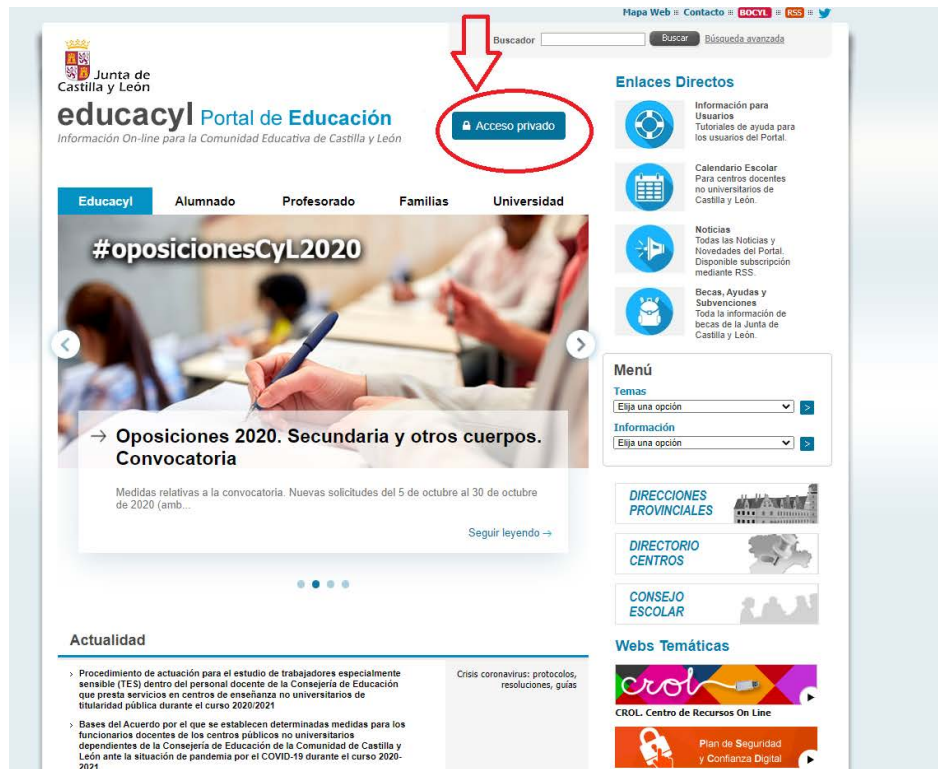 Mapa Web :: Contacto :: BOCYL :: RSS ::
Buscador
Buscar
Búsqueda avanzada
Junta de
Castilla y León
educacyl Portal de Educación
Información On-line para la Comunidad Educativa de Castilla y León
Acceso privado
Educacyl
Alumnado
Profesorado
Familias
Universidad
#oposicionesCyL2020
→ Oposiciones 2020. Secundaria y otros cuerpos.
Convocatoria
Medidas relativas a la convocatoria. Nuevas solicitudes del 5 de octubre al 30 de octubre
de 2020 (amb...
Seguir leyendo →
Actualidad
› Procedimiento de actuación para el estudio de trabajadores especialmente
sensible (TES) dentro del personal docente de la Consejería de Educación
que presta servicios en centros de enseñanza no universitarios de
titularidad pública durante el curso 2020/2021
› Bases del Acuerdo por el que se establecen determinadas medidas para los
funcionarios docentes de los centros públicos no universitarios
dependientes de la Consejería de Educación de la Comunidad de Castilla y
León ante la situación de pandemia por el COVID-19 durante el curso 2020-
2021
Crisis coronavirus: protocolos,
resoluciones, guías
Enlaces Directos
Información para
Usuarios
Tutoriales de ayuda para
los usuarios del Portal.
Calendario Escolar
Para centros docentes
no universitarios de
Castilla y León.
Noticias
Todas las Noticias y
Novedades del Portal.
Disponible subscripción
mediante RSS.
Becas, Ayudas y
Subvenciones
Toda la información de
becas de la Junta de
Castilla y León.
Menú
Temas
Elija una opción
>
Información
Elija una opción
>
DIRECCIONES
PROVINCIALES
DIRECTORIO
CENTROS
CONSEJO
ESCOLAR
Webs Temáticas
crol
CROL. Centro de Recursos On Line
Plan de Seguridad
y Confianza Digital